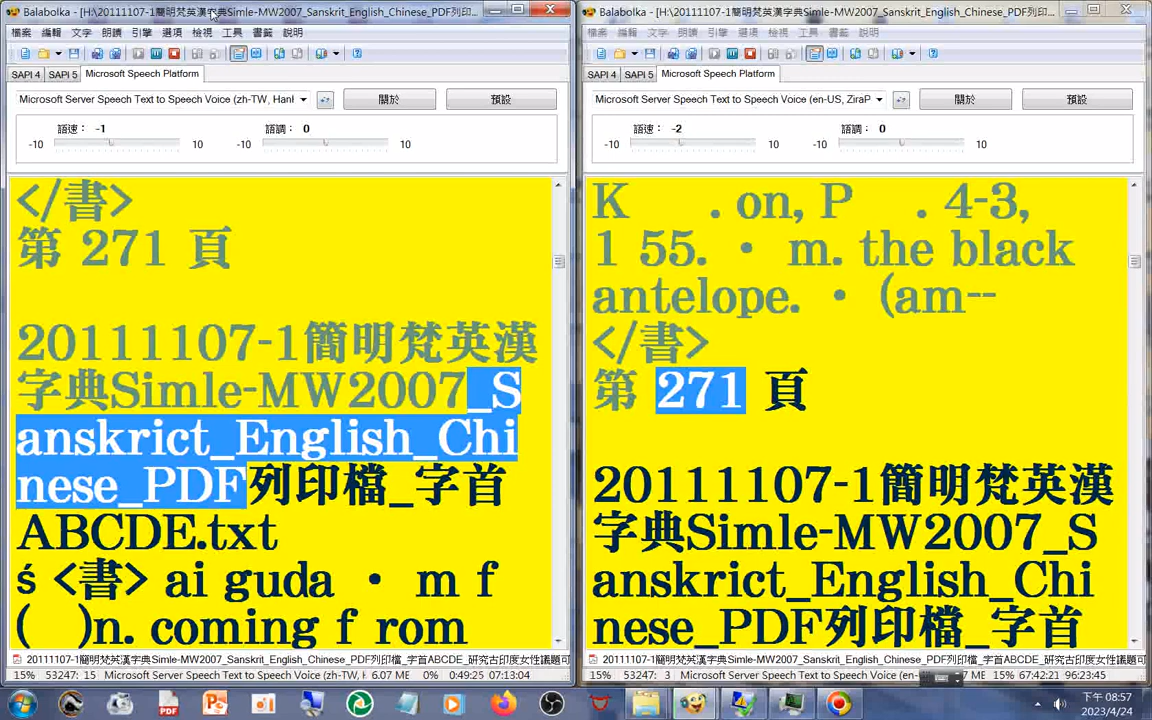 Balabolka - [H:\20111107-1簡明梵英漢字典Simle-MW2007_Sanskrit_English_Chinese_PDF列印...
檔案 編輯 文字 朗讀 引擎 選項 檢視 工具 書籤 說明
SAPI 4 SAPI 5 Microsoft Speech Platform
Microsoft Server Speech Text to Speech Voice (zh-TW, Hanl
關於 預設
語速: -1 語調: 0
-10 10 -10 10
</書>
第 271 頁
20111107-1簡明梵英漢
字典Simle-MW2007_S
anskrict_English_Chi
nese_PDF列印檔_字首
ABCDE.txt
ś <書> ai guda • m f
( )n. coming f rom
20111107-1簡明梵英漢字典Simle-MW2007_Sanskrit_English_Chinese_PDF列印檔_字首ABCDE_研究古印度女性議題可
15% 53247: 15 Microsoft Server Speech Text to Speech Voice (zh-TW, H 6.07 MB 0% 0:49:25 07:13:04
Balabolka - [H:\20111107-1簡明梵英漢字典Simle-MW2007_Sanskrit_English_Chinese_PDF列印...
檔案 編輯 文字 朗讀 引擎 選項 檢視 工具 書籤 說明
SAPI 4 SAPI 5 Microsoft Speech Platform
Microsoft Server Speech Text to Speech Voice (en-US, ZiraP
關於 預設
語速: -2 語調: 0
-10 10 -10 10
K . on, P . 4-3,
1 55. • m. the black
antelope. • (am--
</書>
第 271 頁
20111107-1簡明梵英漢
字典Simle-MW2007_S
anskrict_English_Chi
nese_PDF列印檔_字首
20111107-1簡明梵英漢字典Simle-MW2007_Sanskrit_English_Chinese_PDF列印檔_字首ABCDE_研究古印度女性議題可
15% 53247: 3 Microsoft Server Speech Text to Speech 15% 67:42:21 96:23:45
下午 08:57
2023/4/24